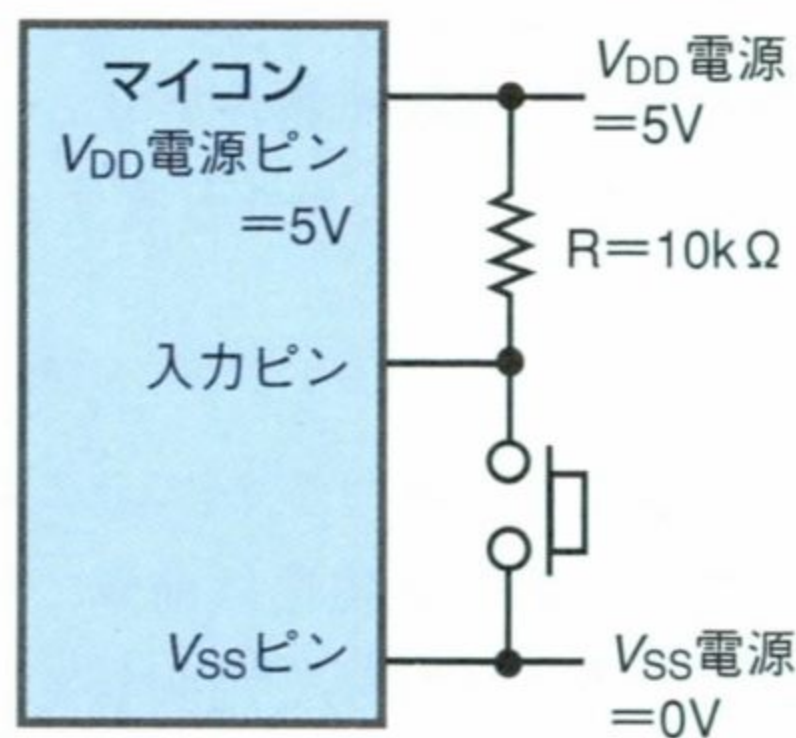 マイコン
VDD電源ピン
=5V
入力ピン
VSSピン
VDD電源
=5V
R=10kΩ
VSS電源
=0V